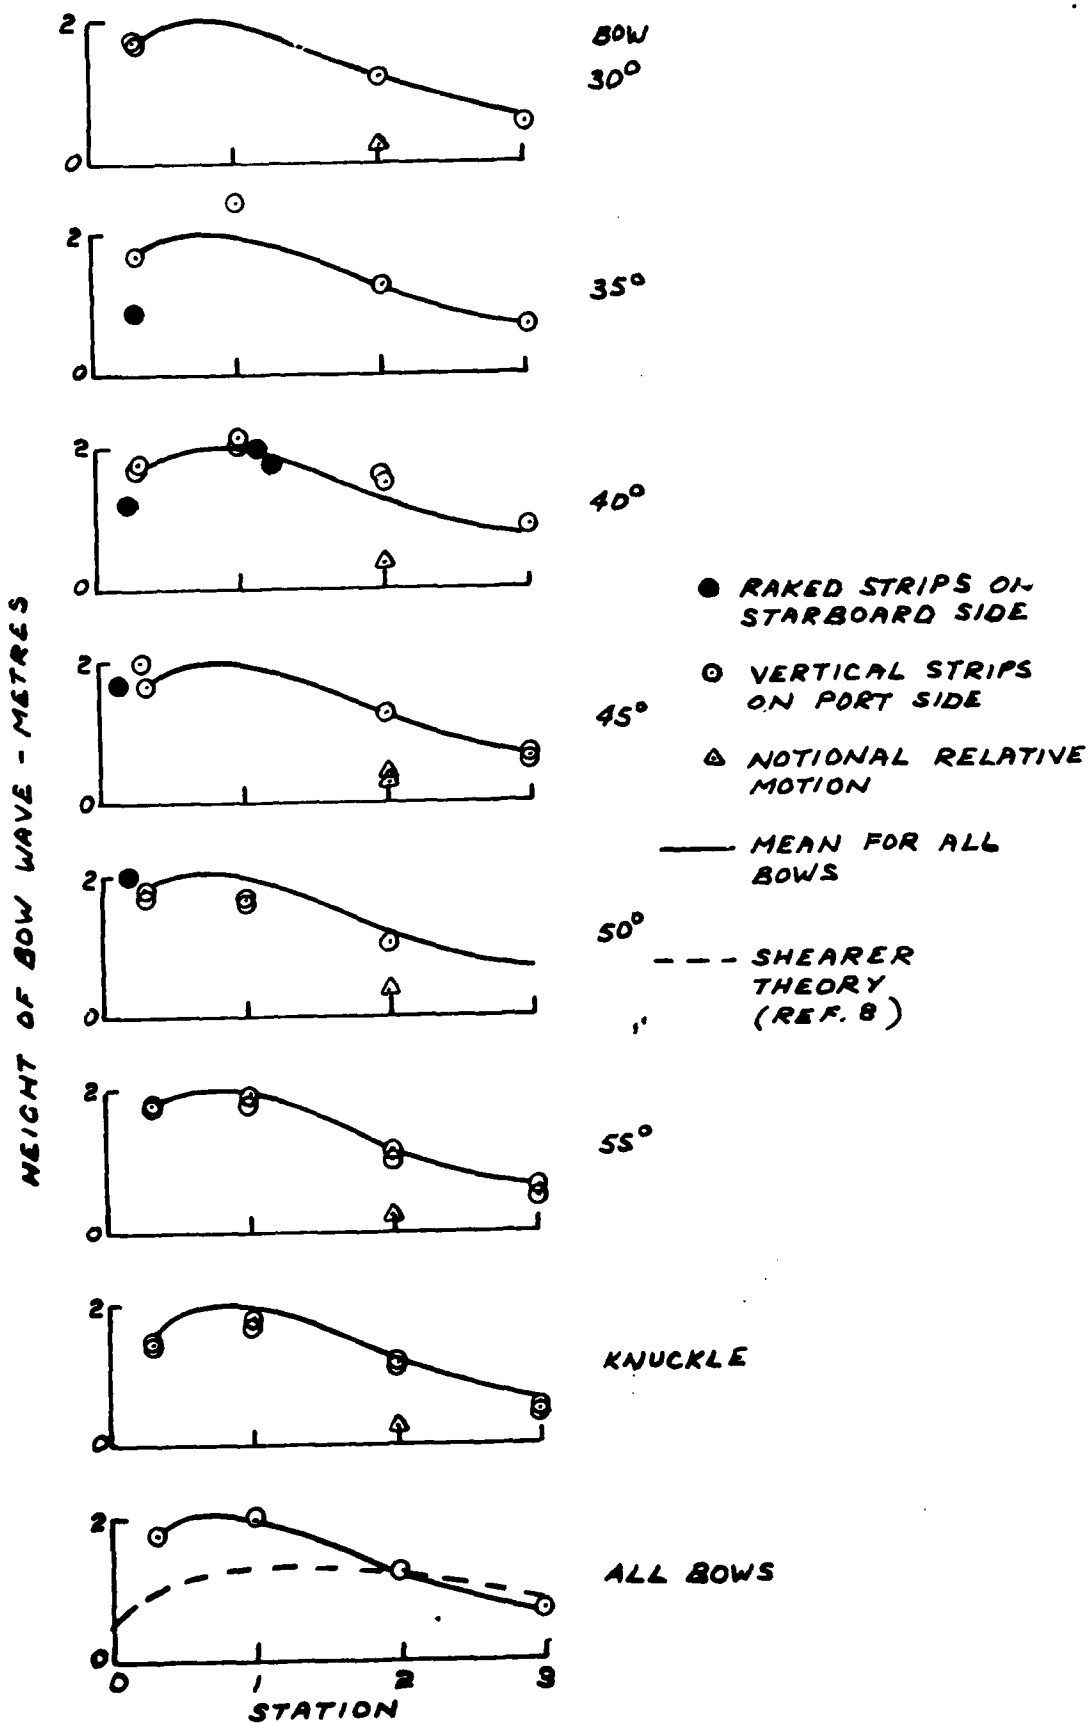 HEIGHT OF BOW WAVE - METRES
2
0
BOW
30°
2
0
35°
2
0
40°
2
0
45°
2
0
50°
2
0
55°
2
0
KNUCKLE
2
0
ALL BOWS
0 1 2 3
STATION
RAKED STRIPS ON
STARBOARD SIDE
VERTICAL STRIPS
ON PORT SIDE
NOTIONAL RELATIVE
MOTION
MEAN FOR ALL
BOWS
SHEARER
THEORY
(REF. 8)